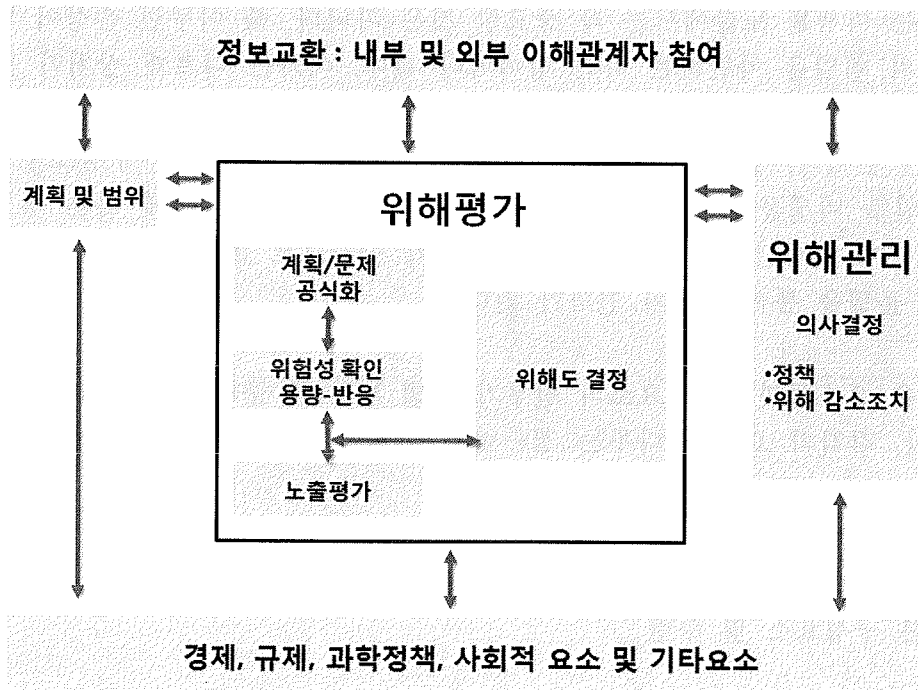 정보교환 : 내부 및 외부 이해관계자 참여
계획 및 범위
위해평가
계획/문제
공식화
위험성 확인
용량-반응
노출평가
위해도 결정
위해관리
의사결정
•정책
•위해 감소조치
경제, 규제, 과학정책, 사회적 요소 및 기타요소